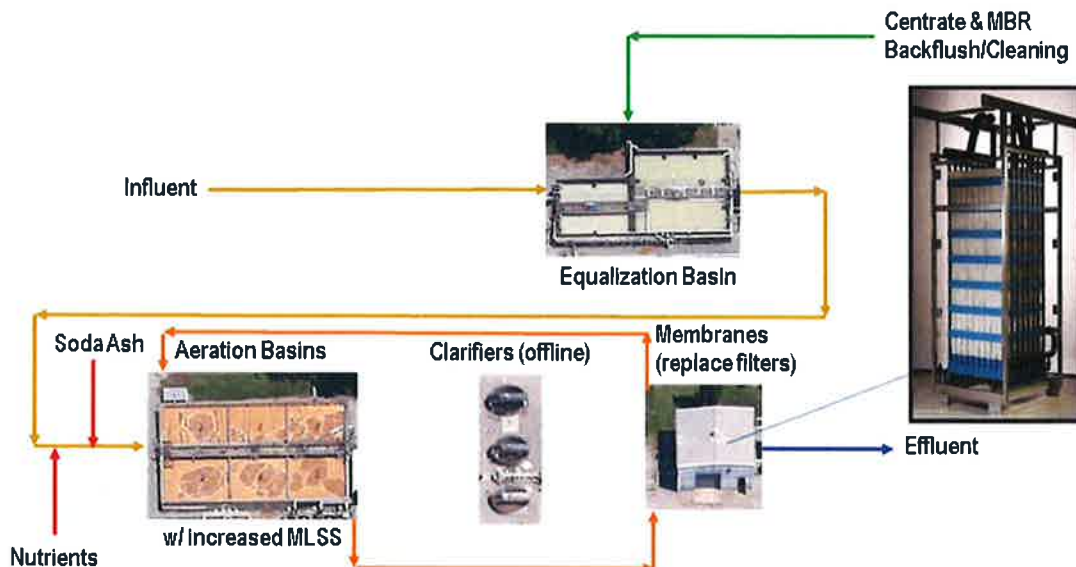 Centrate & MBR
Backflush/Cleaning
Influent
Equalization Basin
Soda Ash
Aeration Basins
Clarifiers (offline)
Membranes
(replace filters)
Effluent
w/ increased MLSS
Nutrients